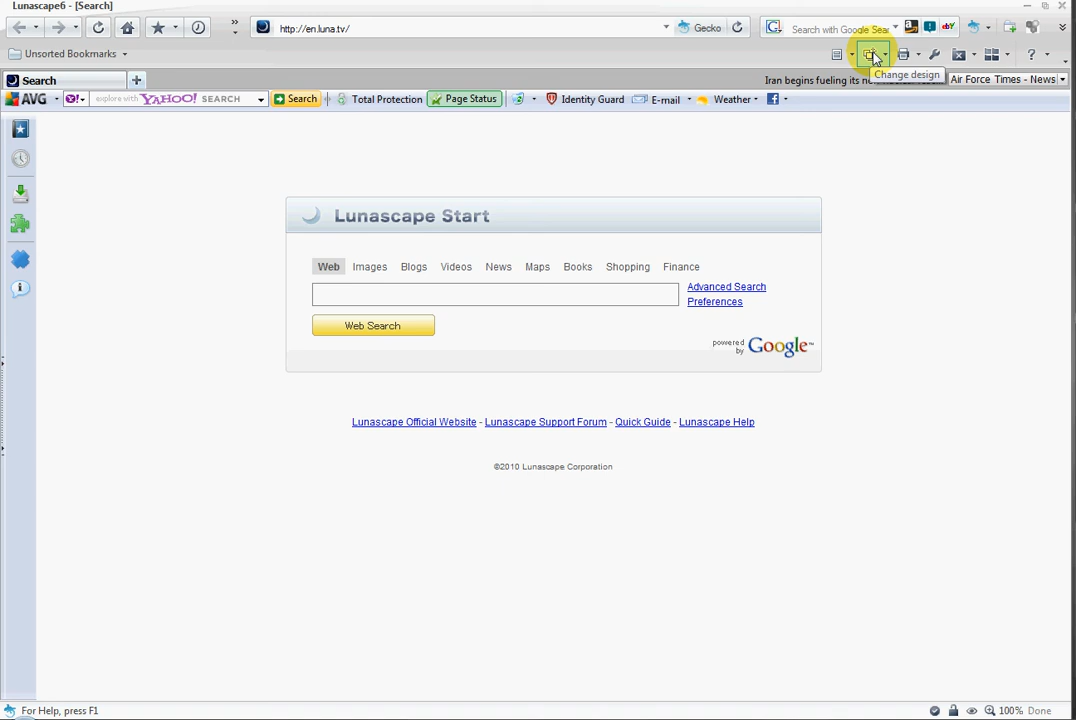 Lunascape6 - [Search]
http://en.luna.tv/
Gecko
Search with Google Sear
Unsorted Bookmarks
Change design
Search
Iran begins fueling its
Air Force Times - News
AVG
explore with YAHOO! SEARCH
Search
Total Protection
Page Status
Identity Guard
E-mail
Weather
Lunascape Start
Web Images Blogs Videos News Maps Books Shopping Finance
Advanced Search
Preferences
Web Search
powered by Google™
Lunascape Official Website - Lunascape Support Forum - Quick Guide - Lunascape Help
©2010 Lunascape Corporation
For Help, press F1
100% Done